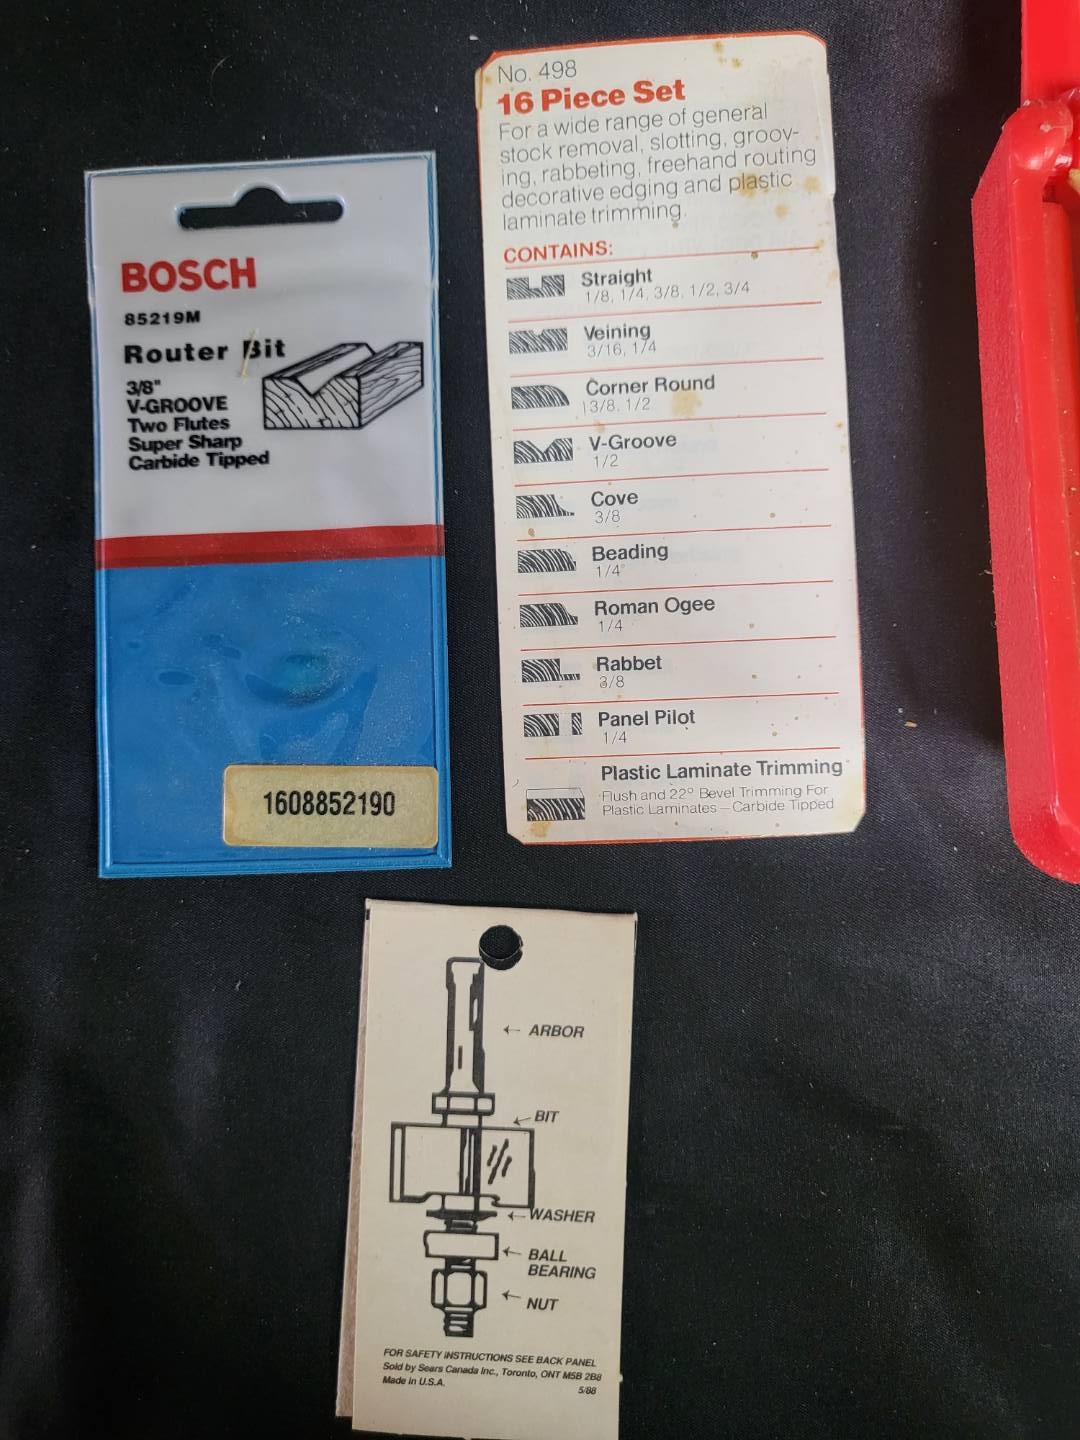 BOSCH
85219M
Router Bit
3/8"
V-GROOVE
Two Flutes
Super Sharp
Carbide Tipped
1608852190
No. 498
16 Piece Set
For a wide range of general
stock removal, slotting, groov-
ing, rabbeting, freehand routing
decorative edging and plastic
laminate trimming.
CONTAINS:
Straight
1/8, 1/4, 3/8, 1/2, 3/4
Veining
3/16, 1/4
Corner Round
3/8, 1/2
V-Groove
1/2
Cove
3/8
Beading
1/4
Roman Ogee
1/4
Rabbet
3/8
Panel Pilot
1/4
Plastic Laminate Trimming
Flush and 22° Bevel Trimming For
Plastic Laminates – Carbide Tipped
ARBOR
BIT
WASHER
BALL
BEARING
NUT
FOR SAFETY INSTRUCTIONS SEE BACK PANEL
Sold by Sears Canada Inc., Toronto, ONT M5B 2B8
Made in U.S.A.
5/88